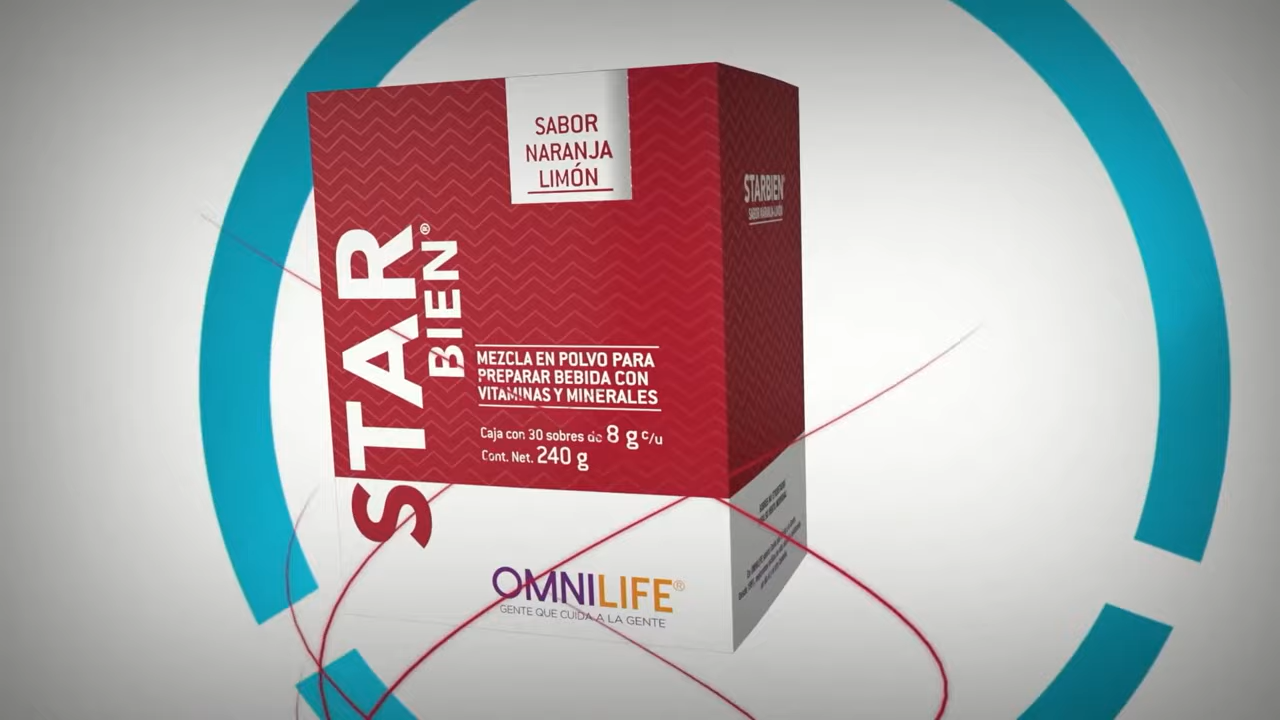 SABOR
NARANJA
LIMÓN
STAR
BIEN®
MEZCLA EN POLVO PARA
PREPARAR BEBIDA CON
VITAMINAS Y MINERALES
Caja con 30 sobres de 8 g c/u
Cont. Net. 240 g
OMNILIFE®
GENTE QUE CUIDA A LA GENTE
STARBIEN®
SABOR NARANJA LIMÓN